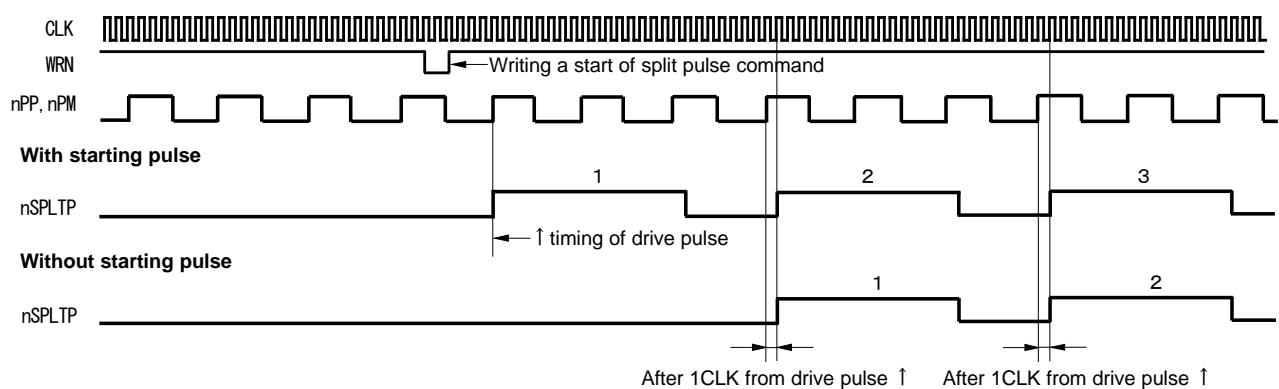 CLK
WRN
Writing a start of split pulse command
nPP, nPM
With starting pulse
1 2 3
nSPLTP
↑ timing of drive pulse
Without starting pulse
1 2
nSPLTP
After 1CLK from drive pulse ↑ After 1CLK from drive pulse ↑